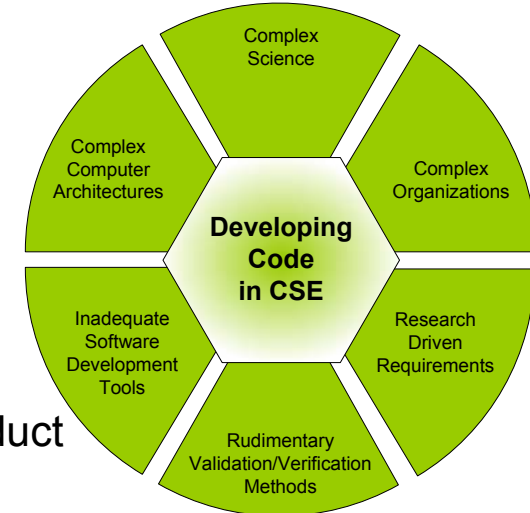 Complex
Science
Complex
Computer
Architectures
Complex
Organizations
Developing
Code
in CSE
Inadequate
Software
Development
Tools
Research
Driven
Requirements
Rudimentary
Validation/Verification
Methods